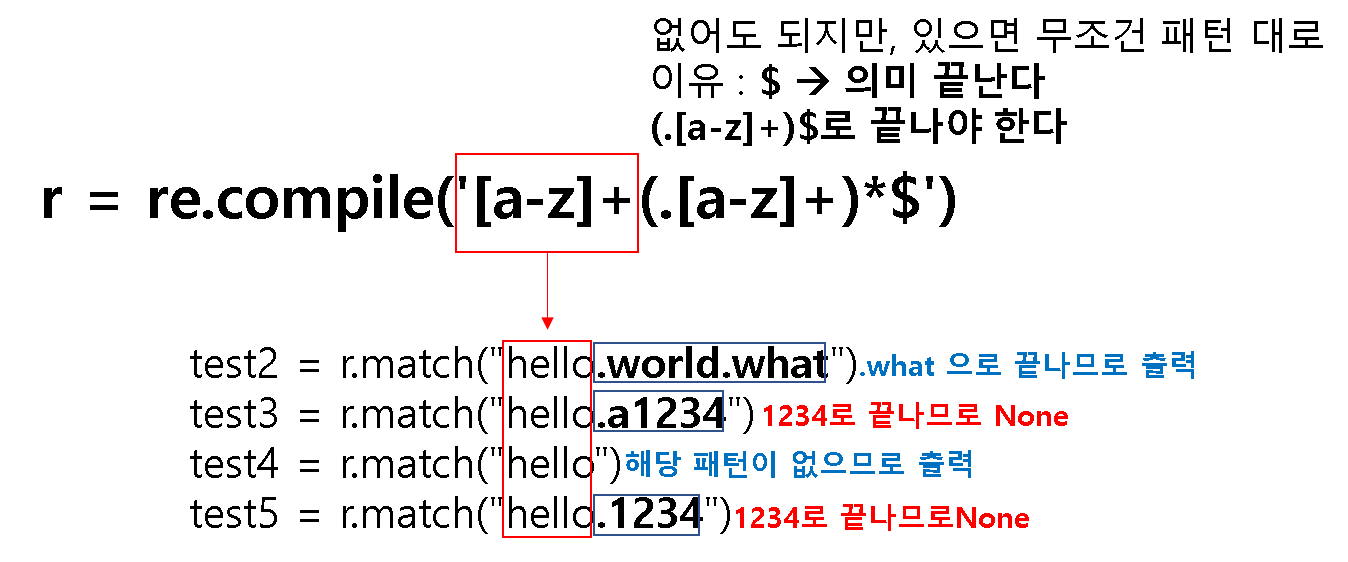 없어도 되지만, 있으면 무조건 패턴 대로
이유 : $ → 의미 끝난다
(.[a-z]+)$로 끝나야 한다
r = re.compile('[a-z]+(.[a-z]+)*$')
test2 = r.match("hello.world.what").what 으로 끝나므로 출력
test3 = r.match("hello.a1234") 1234로 끝나므로 None
test4 = r.match("hello")해당 패턴이 없으므로 출력
test5 = r.match("hello.1234")1234로 끝나므로None